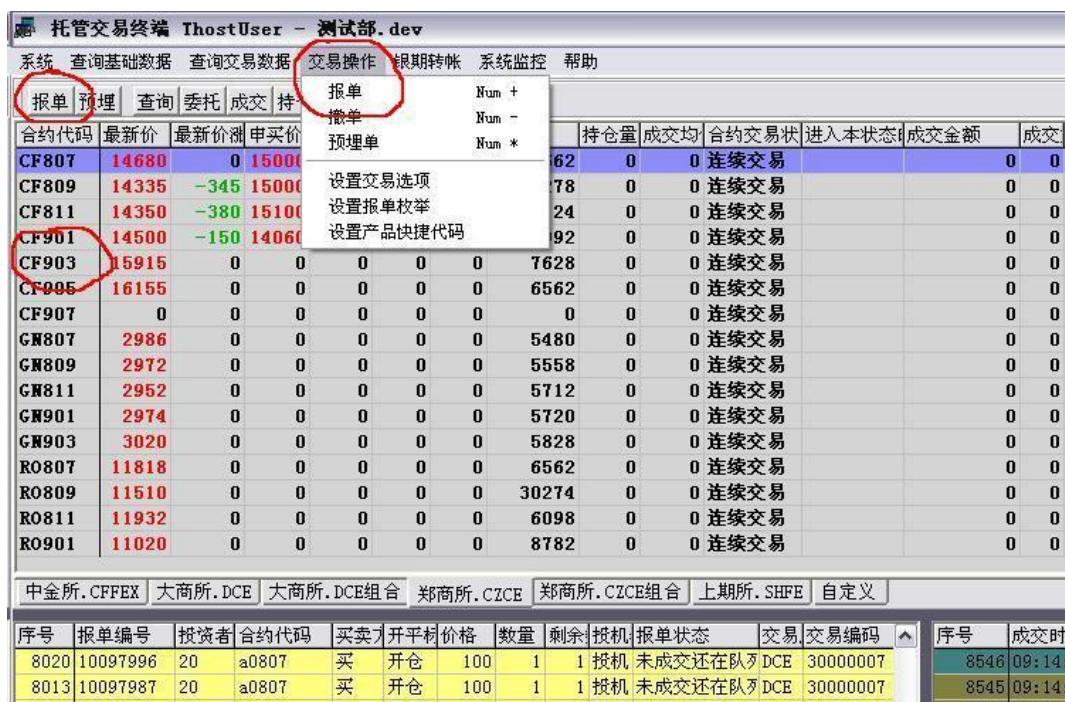 托管交易终端 ThostUser - 测试部.dev
系统 查询基础数据 查询交易数据 交易操作 银期转帐 系统监控 帮助
报单 预埋 查询 委托 成交 持
报单 Num +
撤单 Num -
预埋单 Num *
设置交易选项
设置报单枚举
设置产品快捷代码
合约代码 最新价 最新价涨 申买价 持仓量 成交均 合约交易状 进入本状态 成交金额 成交
CF807 14680 0 1500 62 0 0 连续交易 0 0
CF809 14335 -345 1500 78 0 0 连续交易 0 0
CF811 14350 -380 1510 24 0 0 连续交易 0 0
CF901 14500 -150 1406 92 0 0 连续交易 0 0
CF903 15915 0 0 0 0 0 7628 0 0 连续交易 0 0
CF905 16155 0 0 0 0 0 6562 0 0 连续交易 0 0
CF907 0 0 0 0 0 0 0 0 0 连续交易 0 0
GN807 2986 0 0 0 0 0 5480 0 0 连续交易 0 0
GN809 2972 0 0 0 0 0 5558 0 0 连续交易 0 0
GN811 2952 0 0 0 0 0 5712 0 0 连续交易 0 0
GN901 2974 0 0 0 0 0 5720 0 0 连续交易 0 0
GN903 3020 0 0 0 0 0 5828 0 0 连续交易 0 0
RO807 11818 0 0 0 0 0 6562 0 0 连续交易 0 0
RO809 11510 0 0 0 0 0 30274 0 0 连续交易 0 0
RO811 11932 0 0 0 0 0 6098 0 0 连续交易 0 0
RO901 11020 0 0 0 0 0 8782 0 0 连续交易 0 0
中金所.CFFEX 大商所.DCE 大商所.DCE组合 郑商所.CZCE 郑商所.CZCE组合 上期所.SHFE 自定义
序号 报单编号 投资者 合约代码 买卖 开平标 价格 数量 剩余 投机 报单状态 交易 交易编码 序号 成交时
8020 10097996 20 a0807 买 开仓 100 1 1 投机 未成交还在队列 DCE 30000007 8546 09:14
8013 10097987 20 a0807 买 开仓 100 1 1 投机 未成交还在队列 DCE 30000007 8545 09:14